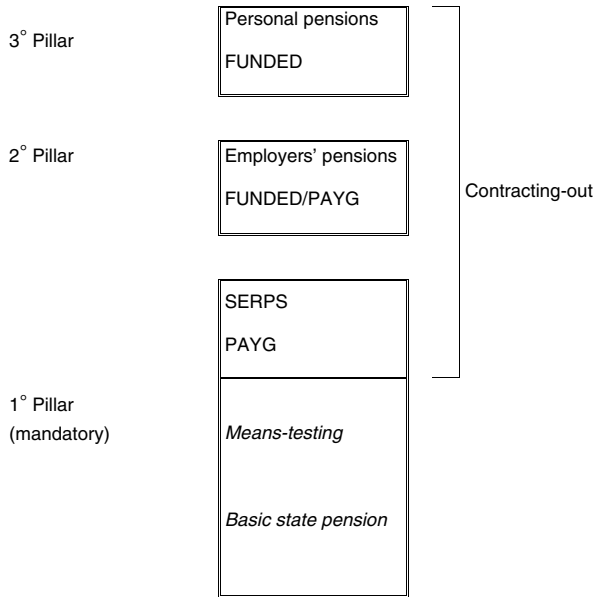 3° Pillar
Personal pensions
FUNDED
2° Pillar
Employers' pensions
FUNDED/PAYG
Contracting-out
SERPS
PAYG
1° Pillar
(mandatory)
Means-testing
Basic state pension